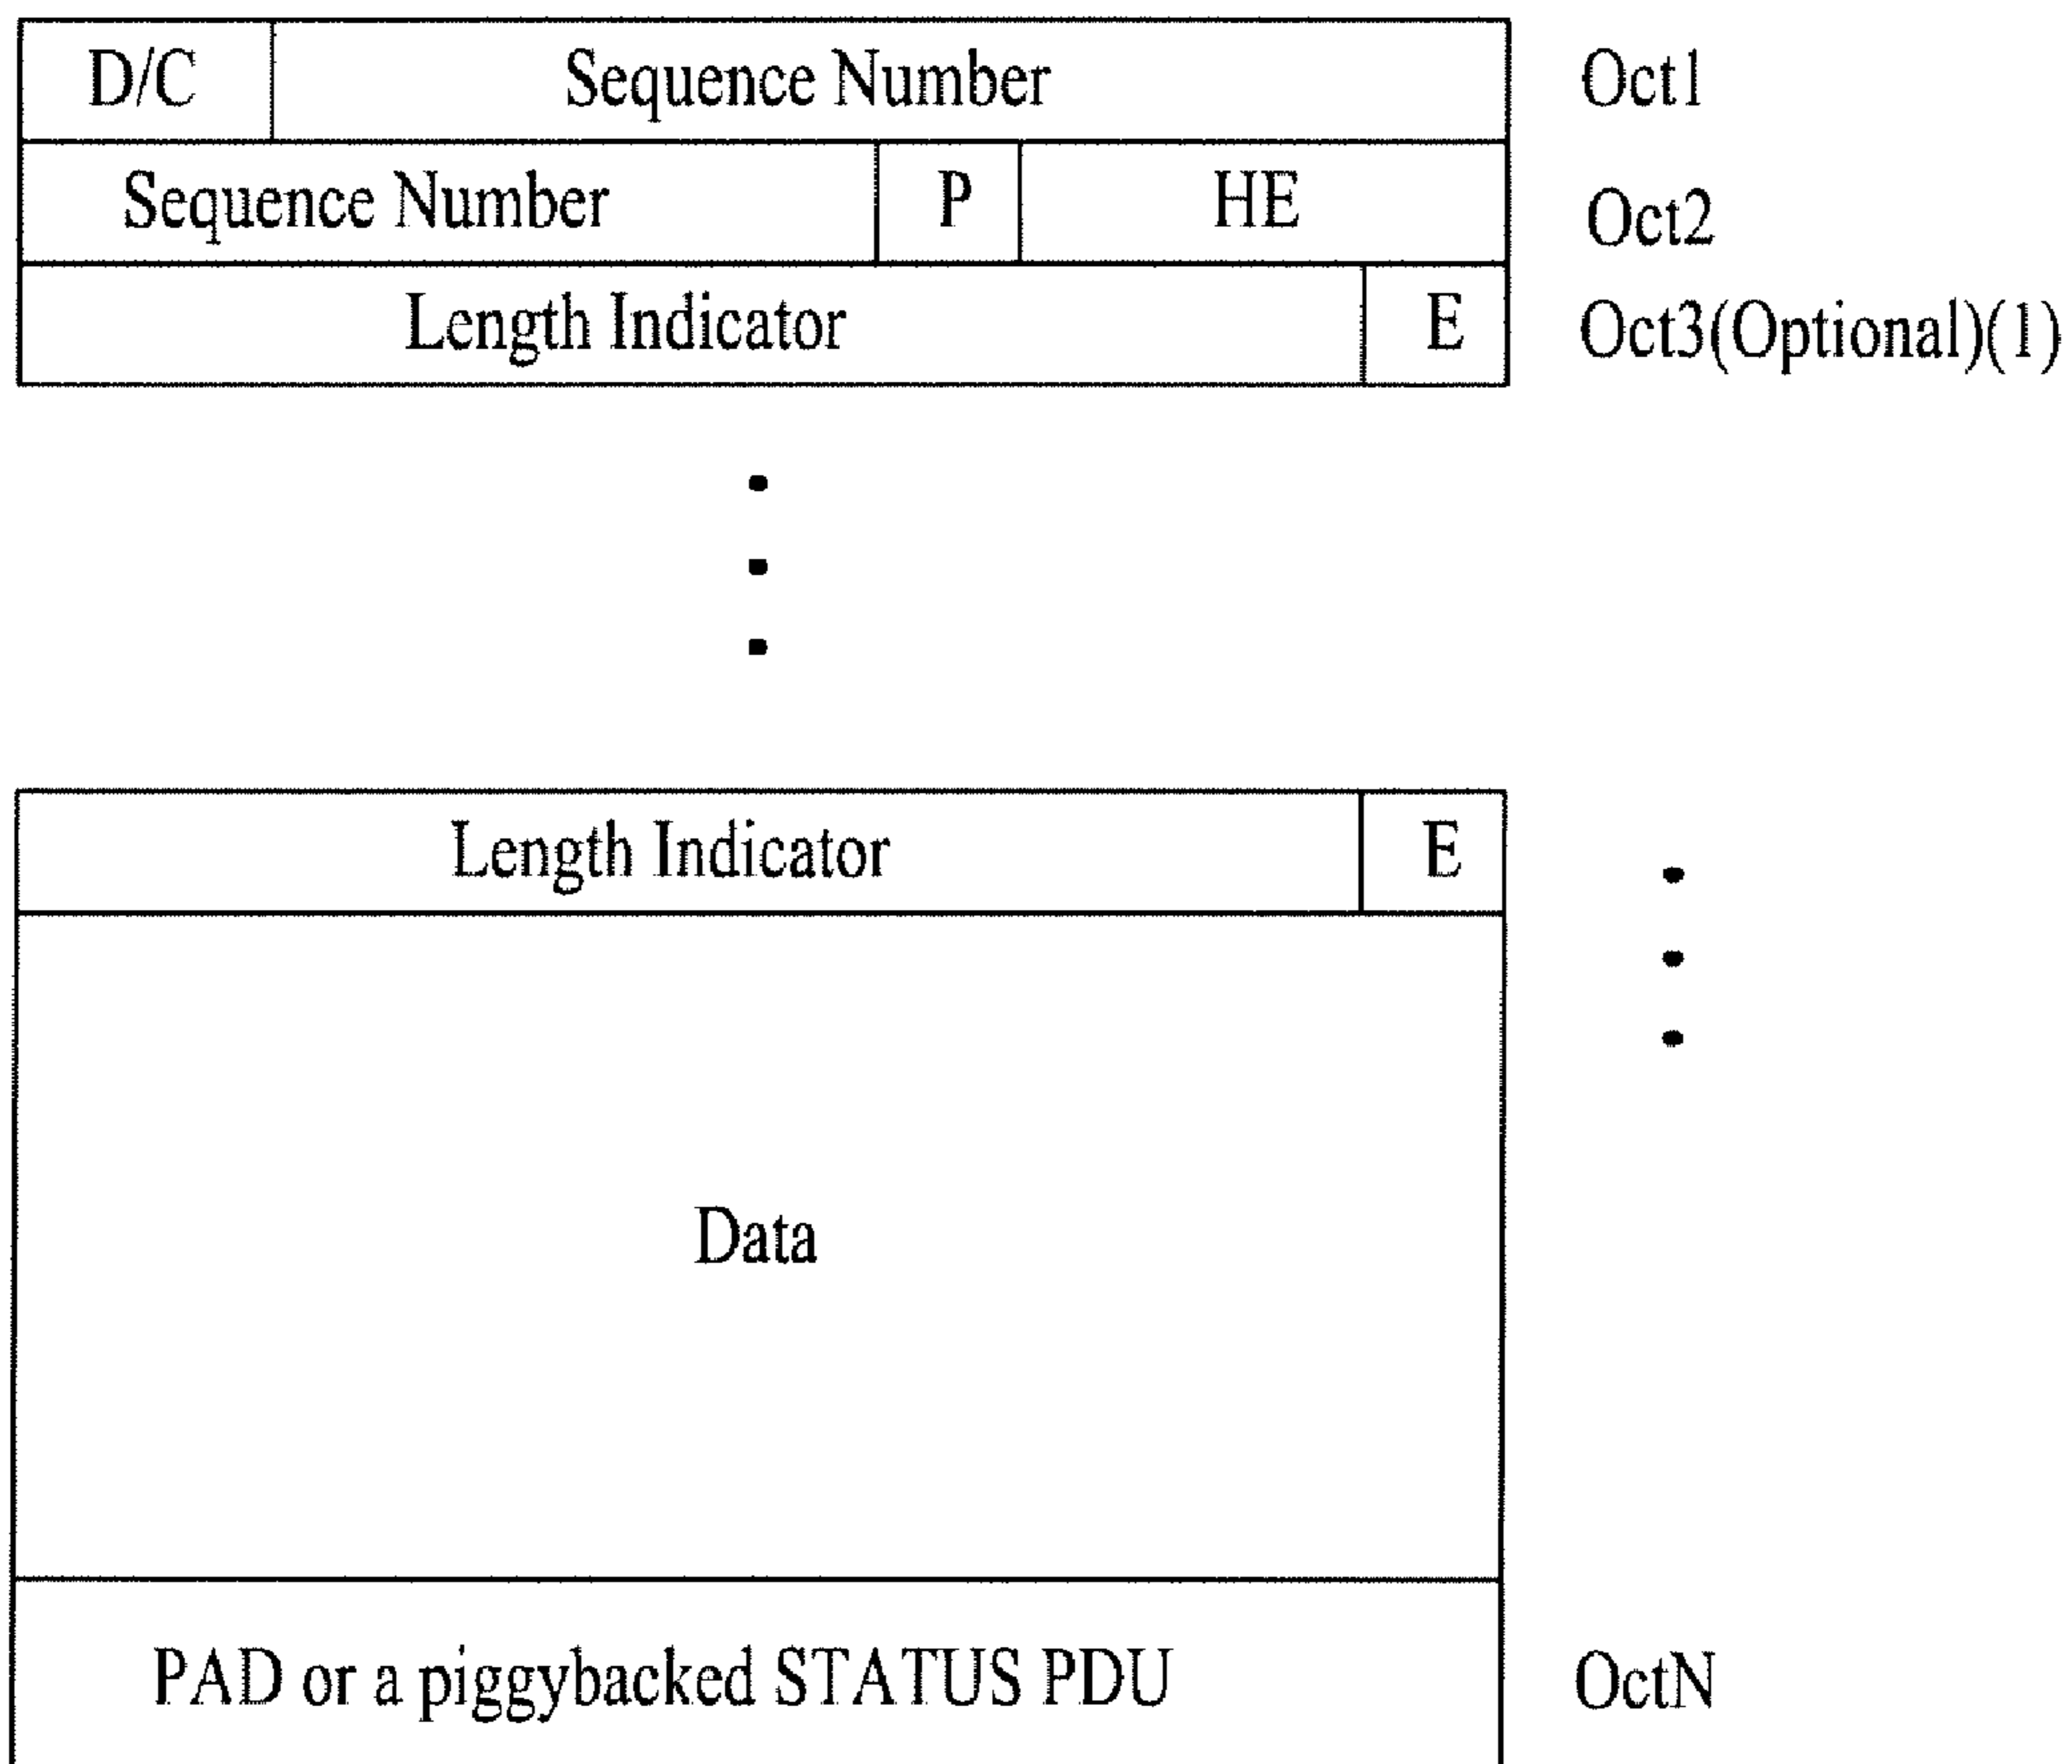 D/C Sequence Number Oct1
Sequence Number P HE Oct2
Length Indicator E Oct3(Optional)(1)
Length Indicator E
Data
PAD or a piggybacked STATUS PDU OctN